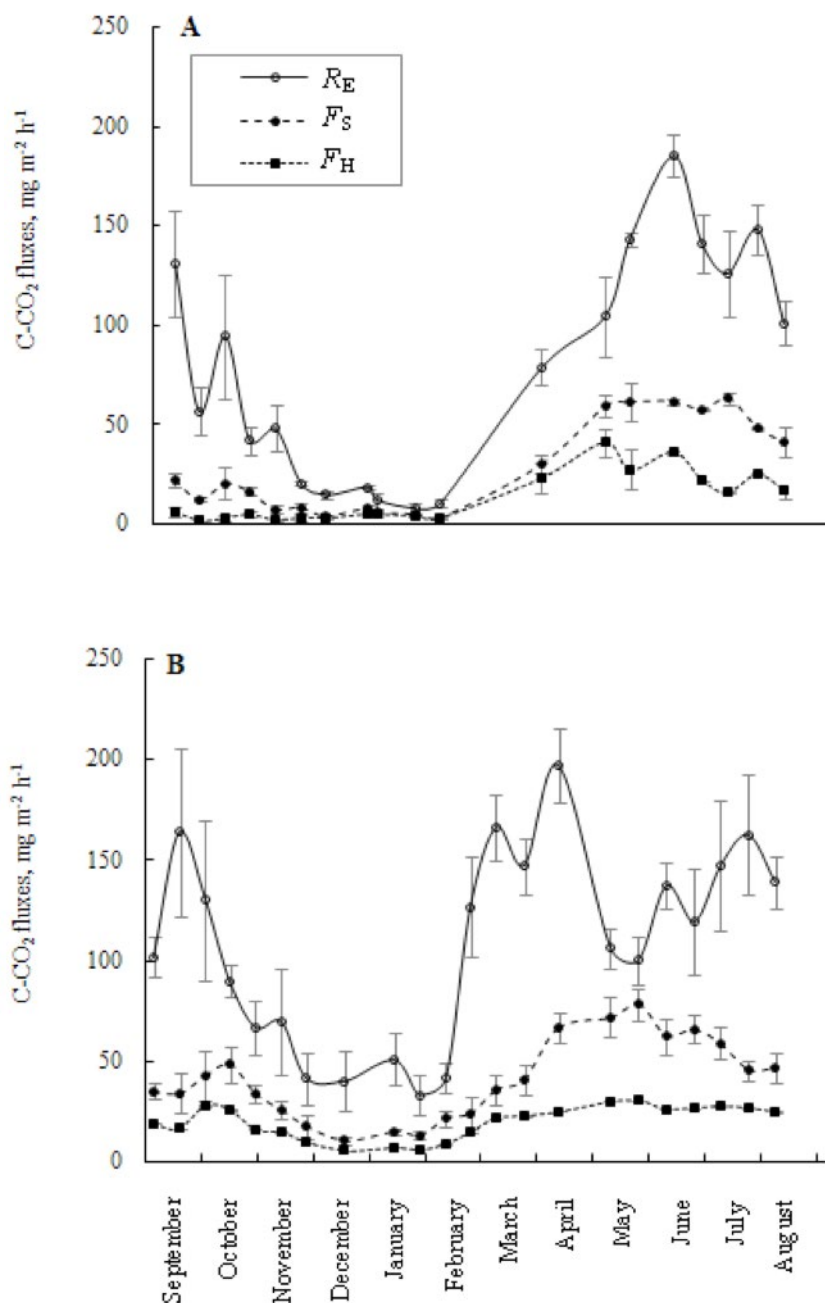 A
250
200
150
100
50
0
C-CO₂ fluxes, mg m⁻² h⁻¹
R_E
F_S
F_H
B
250
200
150
100
50
0
C-CO₂ fluxes, mg m⁻² h⁻¹
September
October
November
December
January
February
March
April
May
June
July
August